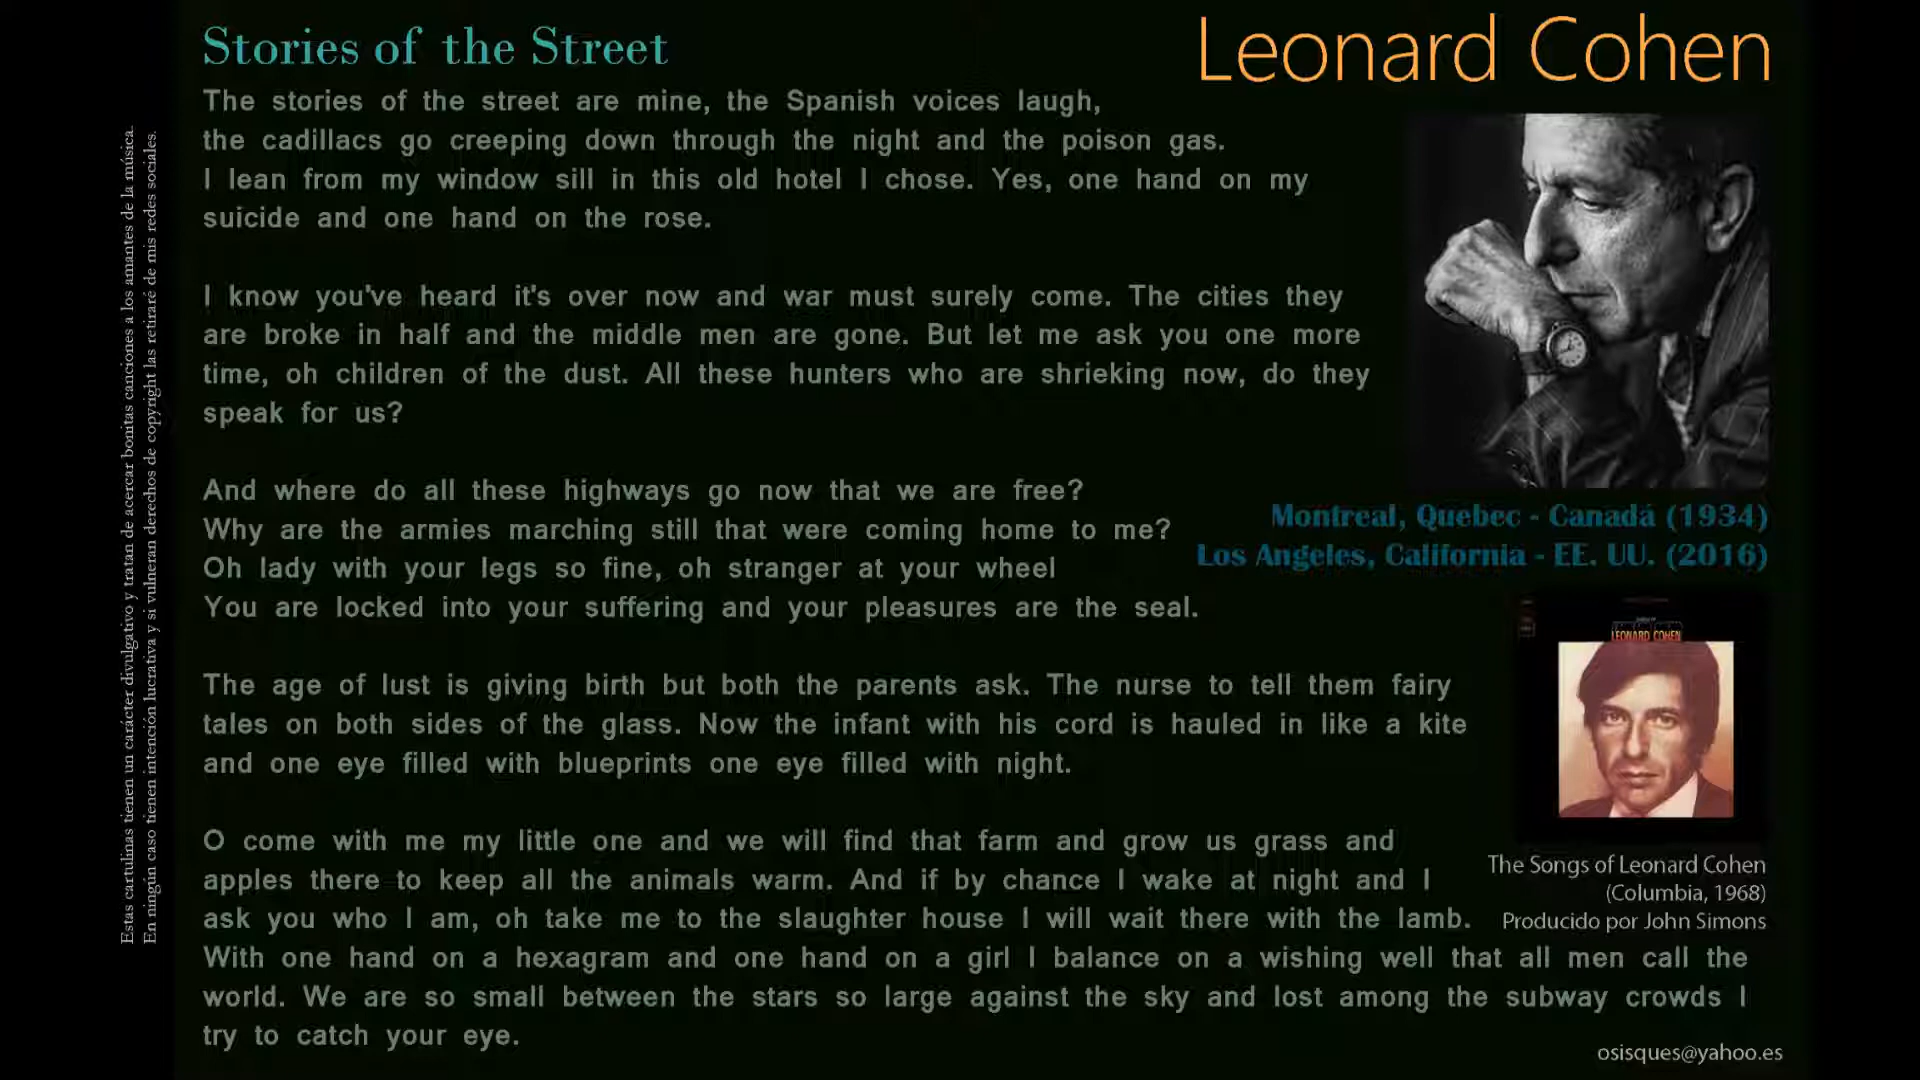 Stories of the Street
Leonard Cohen
The stories of the street are mine, the Spanish voices laugh,
the cadillacs go creeping down through the night and the poison gas.
I lean from my window sill in this old hotel I chose. Yes, one hand on my
suicide and one hand on the rose.
I know you've heard it's over now and war must surely come. The cities they
are broke in half and the middle men are gone. But let me ask you one more
time, oh children of the dust. All these hunters who are shrieking now, do they
speak for us?
And where do all these highways go now that we are free?
Why are the armies marching still that were coming home to me?
Oh lady with your legs so fine, oh stranger at your wheel
You are locked into your suffering and your pleasures are the seal.
The age of lust is giving birth but both the parents ask. The nurse to tell them fairy
tales on both sides of the glass. Now the infant with his cord is hauled in like a kite
and one eye filled with blueprints one eye filled with night.
O come with me my little one and we will find that farm and grow us grass and
apples there to keep all the animals warm. And if by chance I wake at night and I
ask you who I am, oh take me to the slaughter house I will wait there with the lamb.
With one hand on a hexagram and one hand on a girl I balance on a wishing well that all men call the
world. We are so small between the stars so large against the sky and lost among the subway crowds I
try to catch your eye.
Montreal, Quebec - Canadá (1934)
Los Angeles, California - EE. UU. (2016)
LEONARD COHEN
The Songs of Leonard Cohen
(Columbia, 1968)
Producido por John Simons
osisques@yahoo.es
Estas cartulinas tienen un carácter divulgativo y tratan de acercar bonitas canciones a los amantes de la música.
En ningún caso tienen intención lucrativa y si vulneran derechos de copyright las retiraré de mis redes sociales.